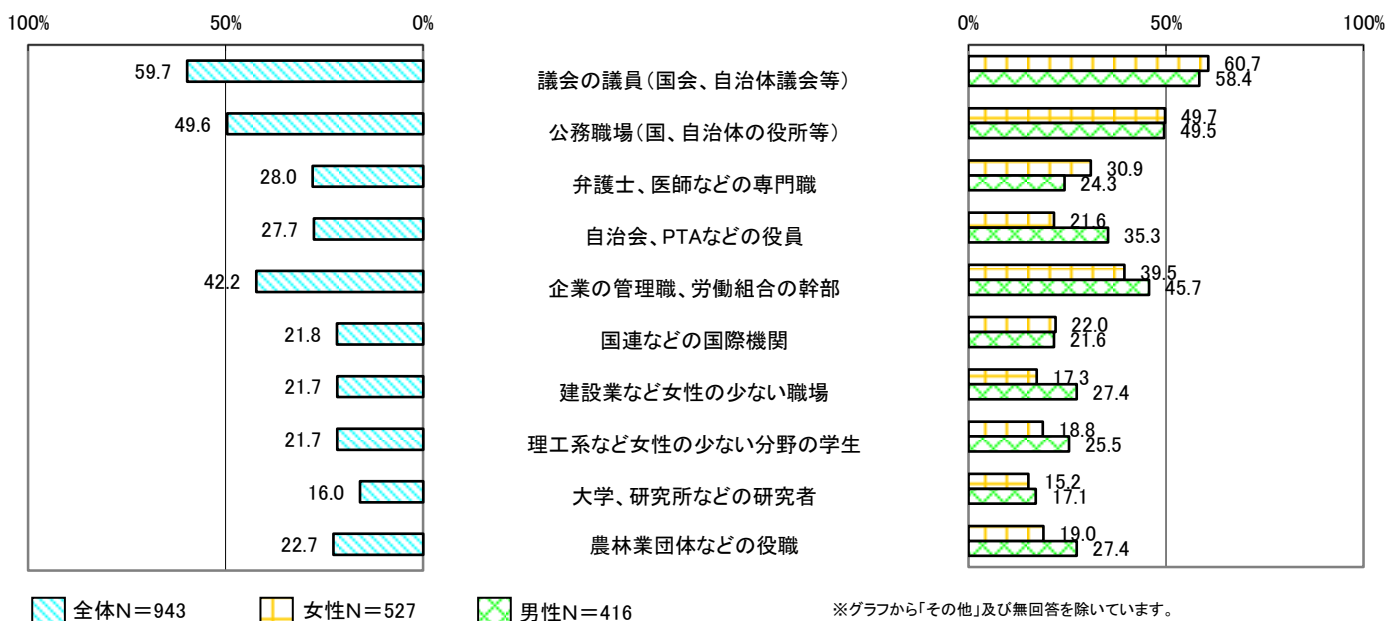 100% 50% 0% 0% 50% 100%
59.7 議会の議員(国会、自治体議会等) 60.7 58.4
49.6 公務職場(国、自治体の役所等) 49.7 49.5
28.0 弁護士、医師などの専門職 30.9 24.3
27.7 自治会、PTAなどの役員 21.6 35.3
42.2 企業の管理職、労働組合の幹部 39.5 45.7
21.8 国連などの国際機関 22.0 21.6
21.7 建設業など女性の少ない職場 17.3 27.4
21.7 理工系など女性の少ない分野の学生 18.8 25.5
16.0 大学、研究所などの研究者 15.2 17.1
22.7 農林業団体などの役職 19.0 27.4
全体N=943 女性N=527 男性N=416 ※グラフから「その他」及び無回答を除いています。